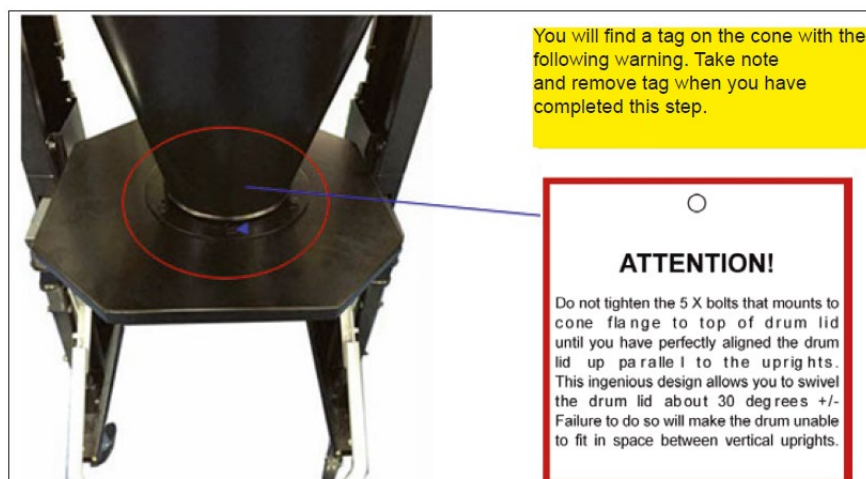 You will find a tag on the cone with the
following warning. Take note
and remove tag when you have
completed this step.
ATTENTION!
Do not tighten the 5 X bolts that mounts to
cone flange to top of drum lid
until you have perfectly aligned the drum
lid up paralle l to the uprights.
This ingenious design allows you to swivel
the drum lid about 30 degrees +/-
Failure to do so will make the drum unable
to fit in space between vertical uprights.